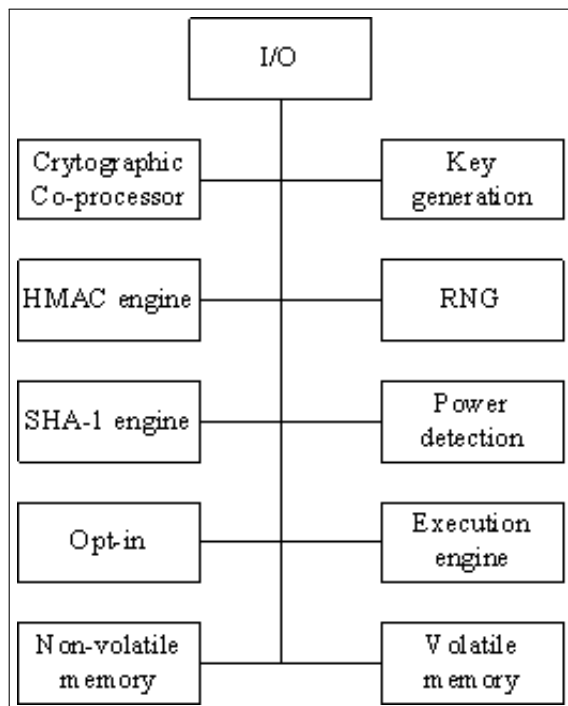 I/O
Crytographic
Co-processor
Key
generation
HMAC engine
RNG
SHA-1 engine
Power
detection
Opt-in
Execution
engine
Non-volatile
memory
Volatile
memory